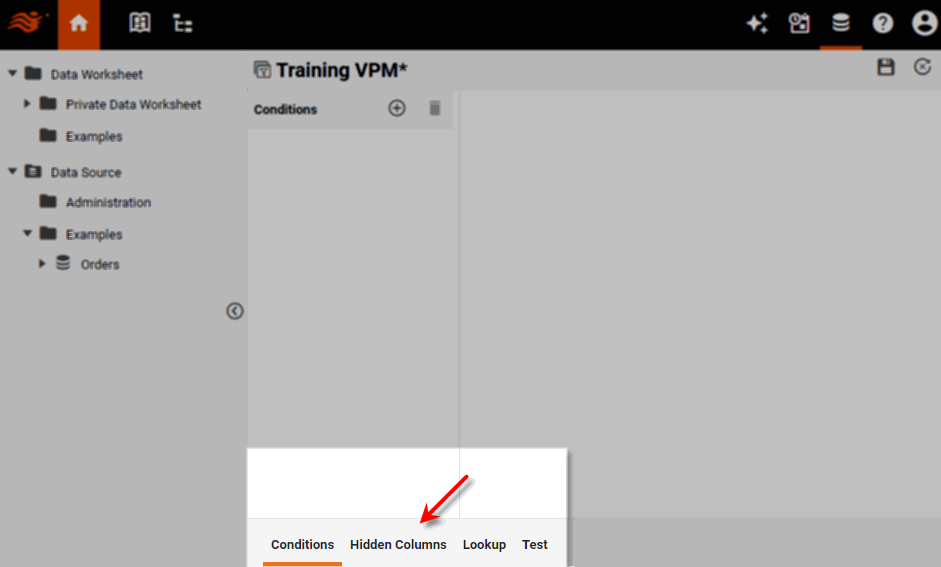 Data Worksheet
Private Data Worksheet
Examples
Data Source
Administration
Examples
Orders
Training VPM*
Conditions
Conditions Hidden Columns Lookup Test